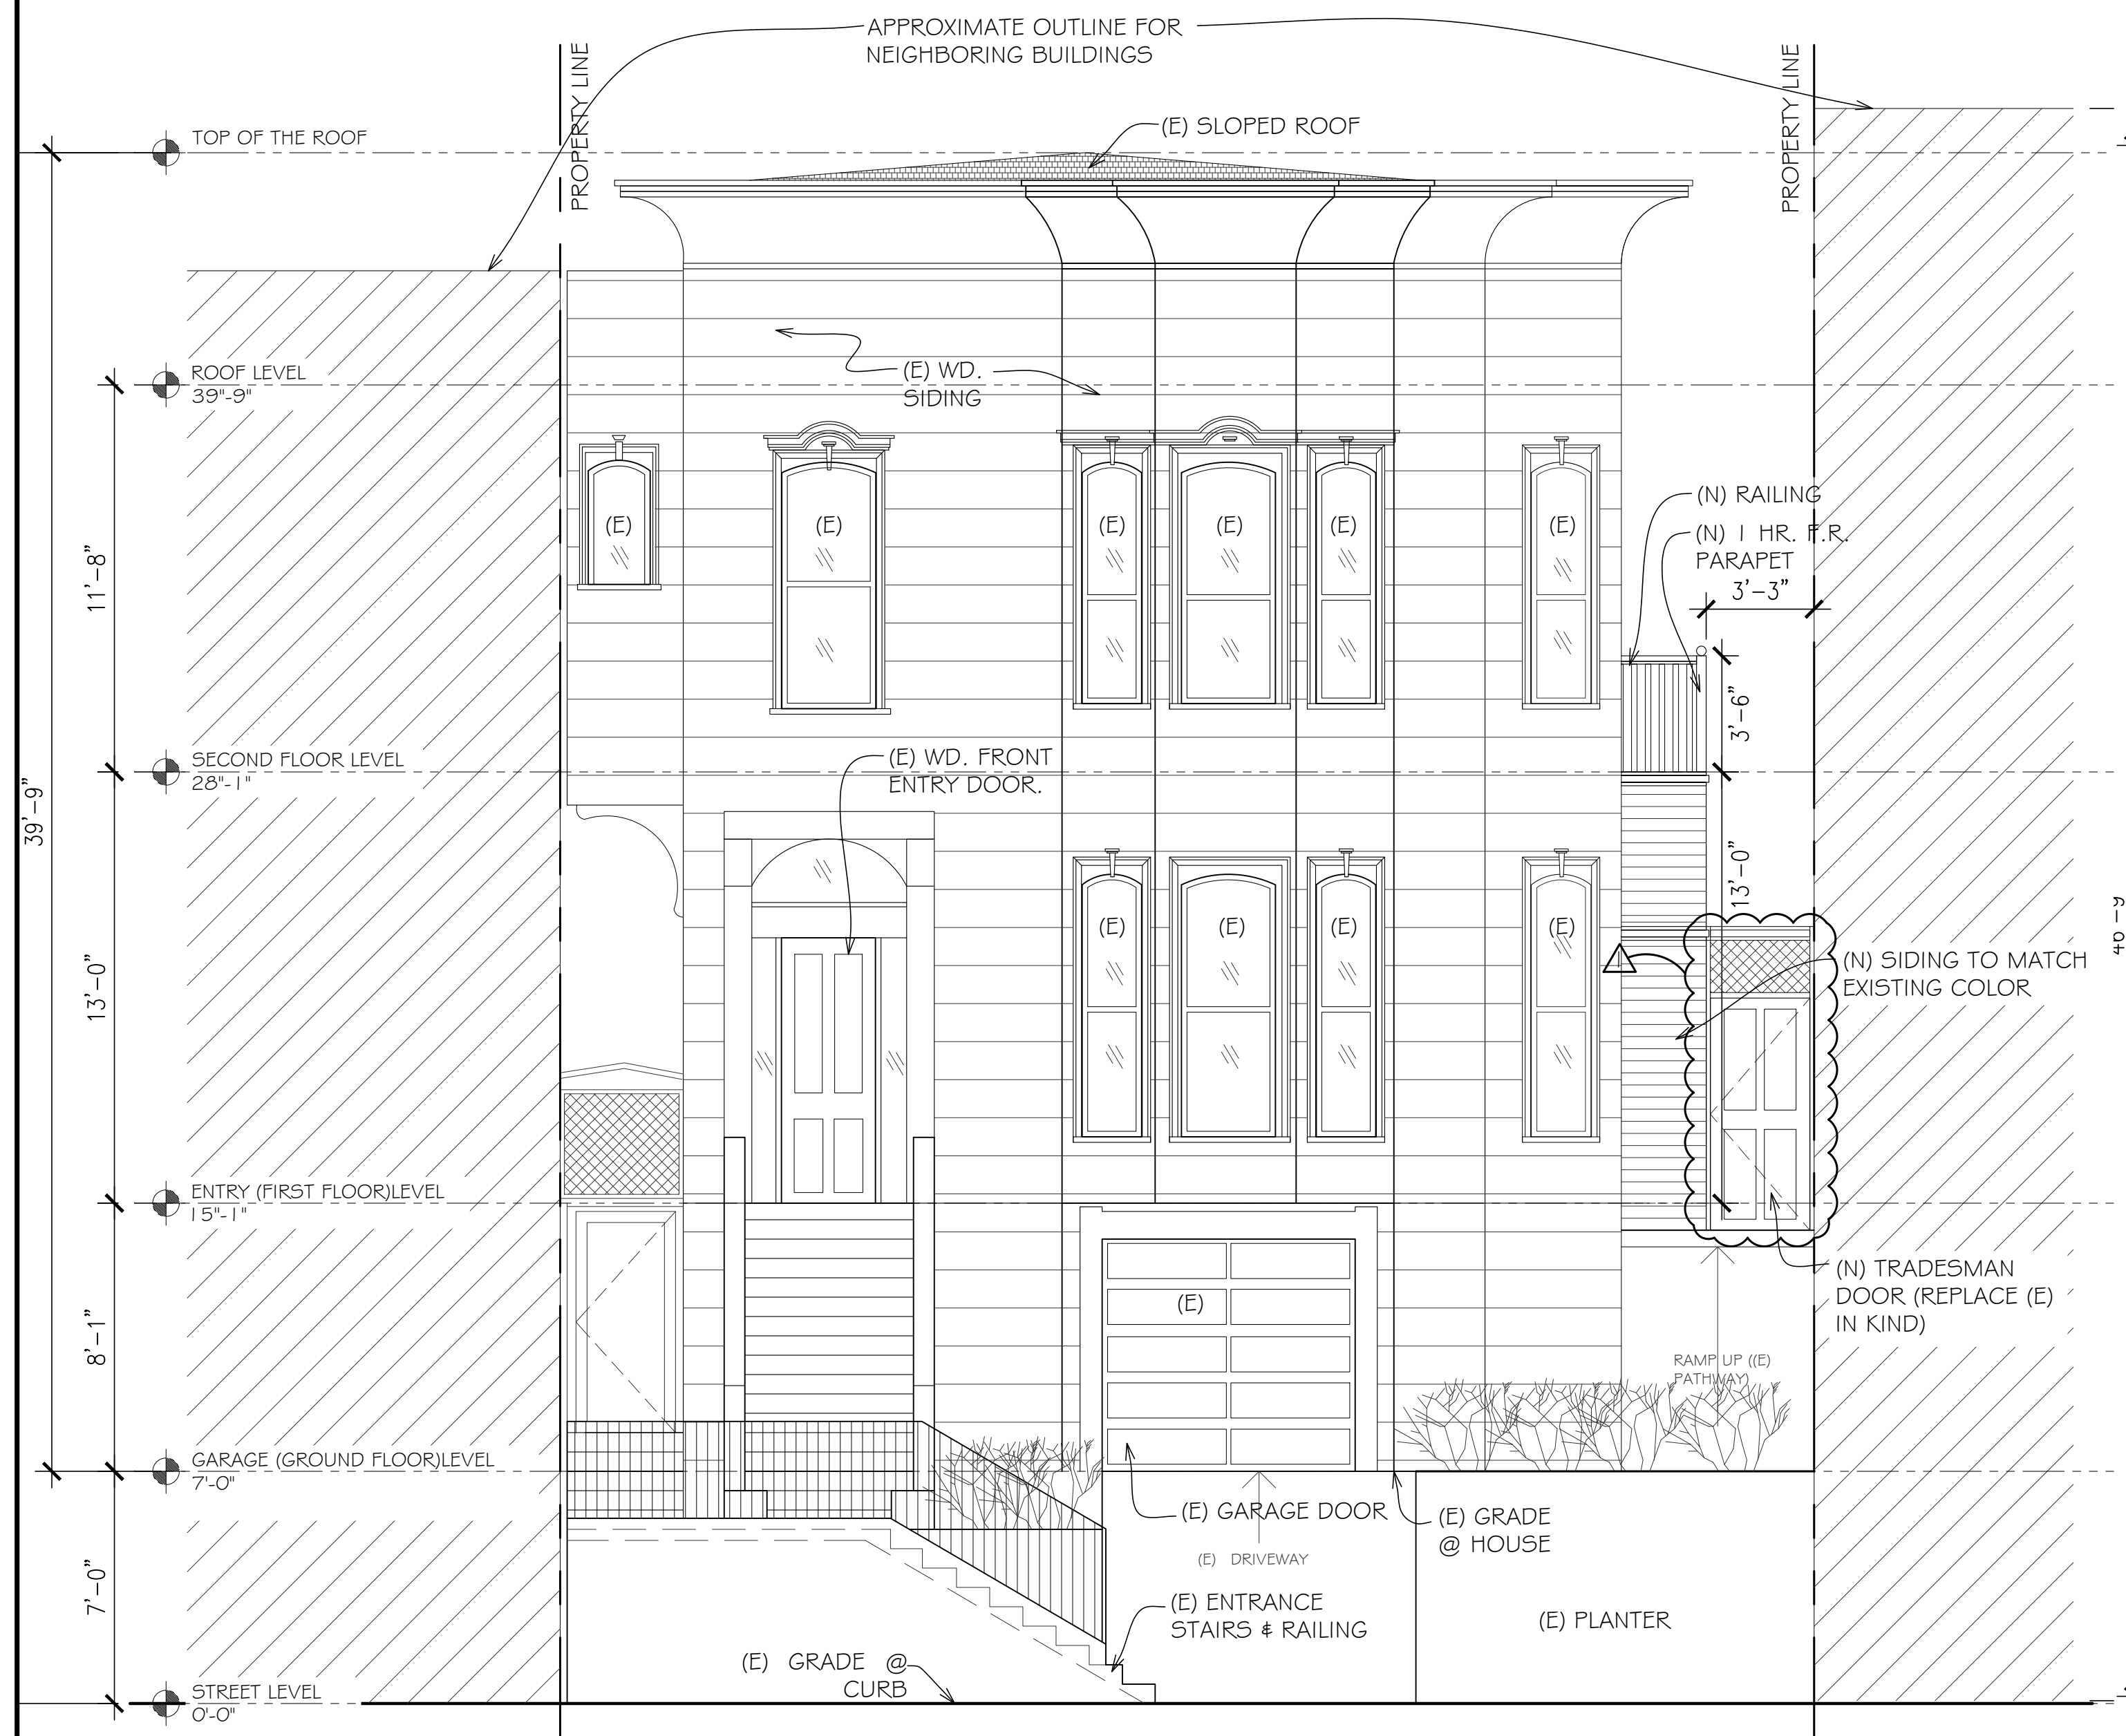 APPROXIMATE OUTLINE FOR
NEIGHBORING BUILDINGS
PROPERTY LINE
PROPERTY LINE
TOP OF THE ROOF
(E) SLOPED ROOF
ROOF LEVEL
39"-9"
(E) WD.
SIDING
(E)
(E)
(E)
(E)
(E)
(E)
(N) RAILING
(N) 1 HR. F.R.
PARAPET
3'-3"
11'-8"
3'-6"
SECOND FLOOR LEVEL
28"-1"
(E) WD. FRONT
ENTRY DOOR.
39'-9"
13'-0"
13'-0"
(E)
(E)
(E)
(E)
1
(N) SIDING TO MATCH
EXISTING COLOR
ENTRY (FIRST FLOOR)LEVEL
15"-1"
(N) TRADESMAN
DOOR (REPLACE (E)
IN KIND)
(E)
8'-1"
RAMP UP ((E)
PATHWAY)
GARAGE (GROUND FLOOR)LEVEL
7'-0"
(E) GARAGE DOOR
(E) GRADE
@ HOUSE
(E) DRIVEWAY
7'-0"
(E) ENTRANCE
STAIRS & RAILING
(E) PLANTER
(E) GRADE @
CURB
STREET LEVEL
0'-0"